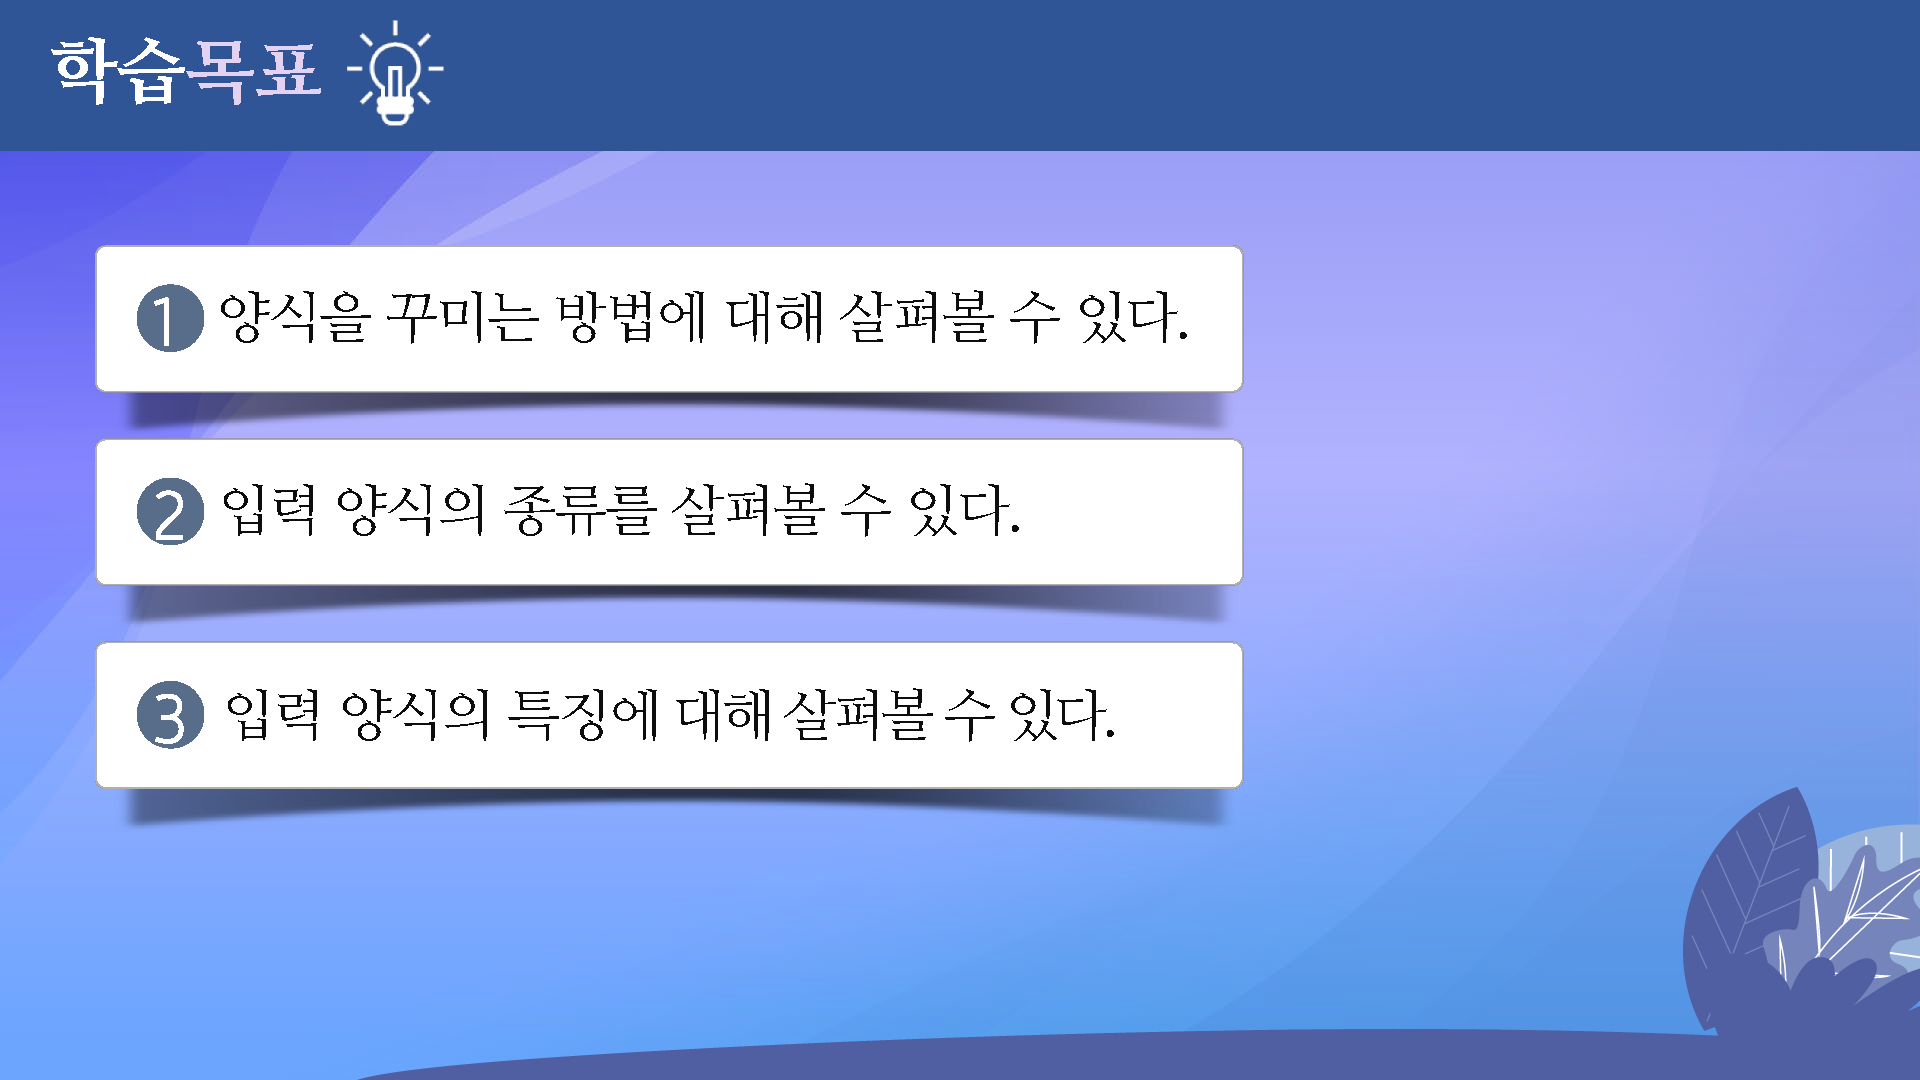 학습목표
1 양식을 꾸미는 방법에 대해 살펴볼 수 있다.
2 입력 양식의 종류를 살펴볼 수 있다.
3 입력 양식의 특징에 대해 살펴볼 수 있다.